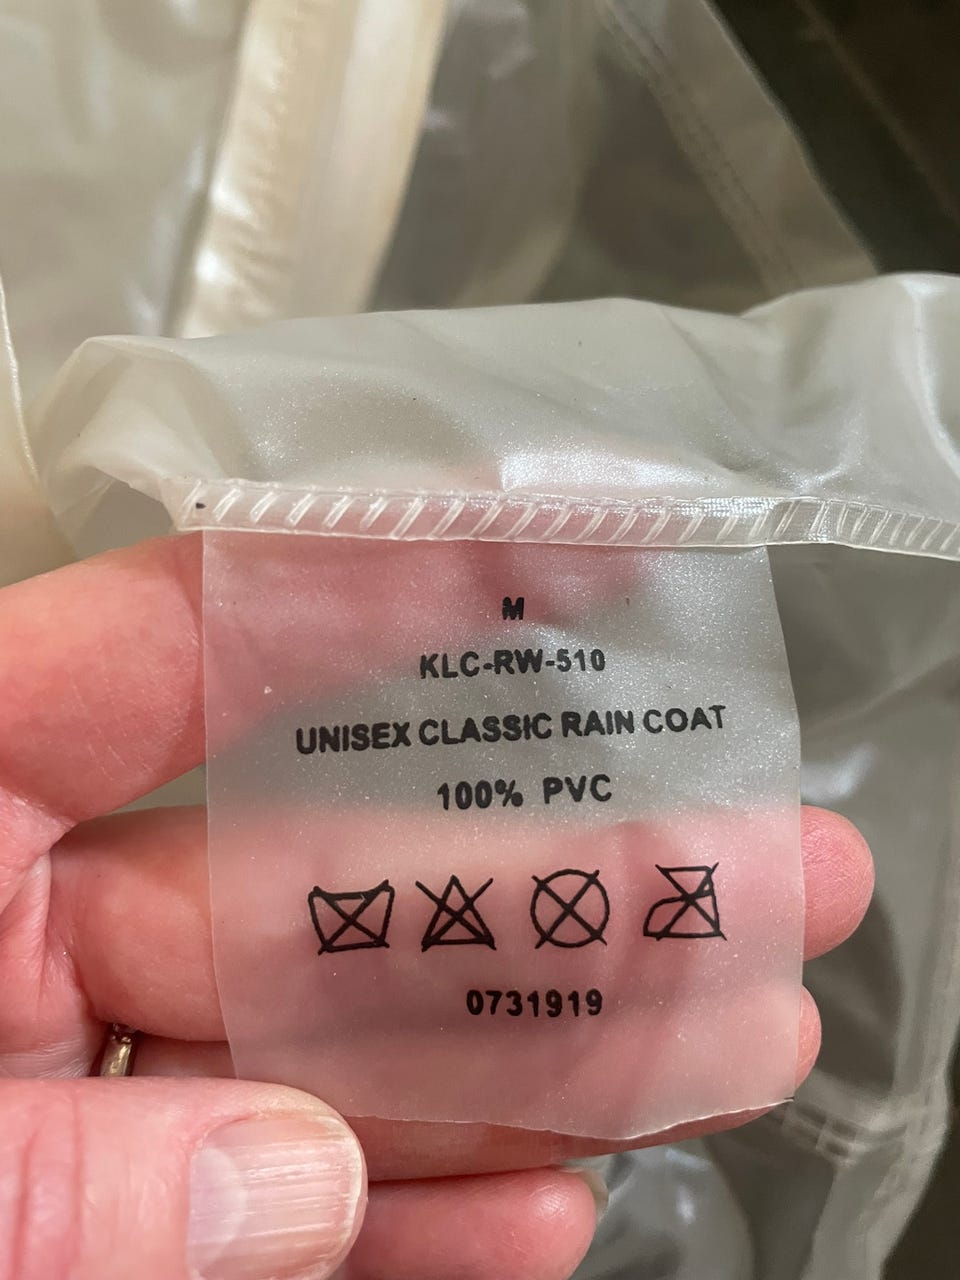 M
KLC-RW-510
UNISEX CLASSIC RAIN COAT
100% PVC
0731919